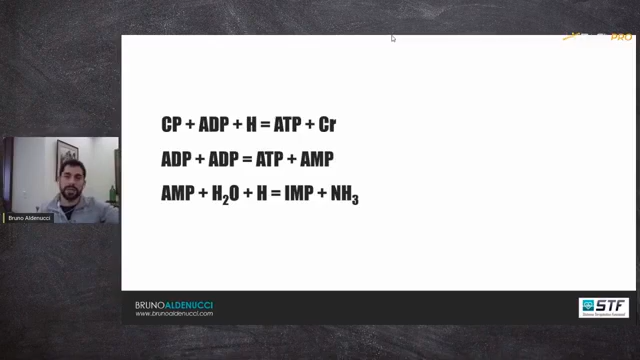 PRO
CP + ADP + H = ATP + Cr
ADP + ADP = ATP + AMP
AMP + H₂O + H = IMP + NH₃
Bruno Aldenucci
BRUNOALDENUCCI
www.brunoaldenucci.com
STF